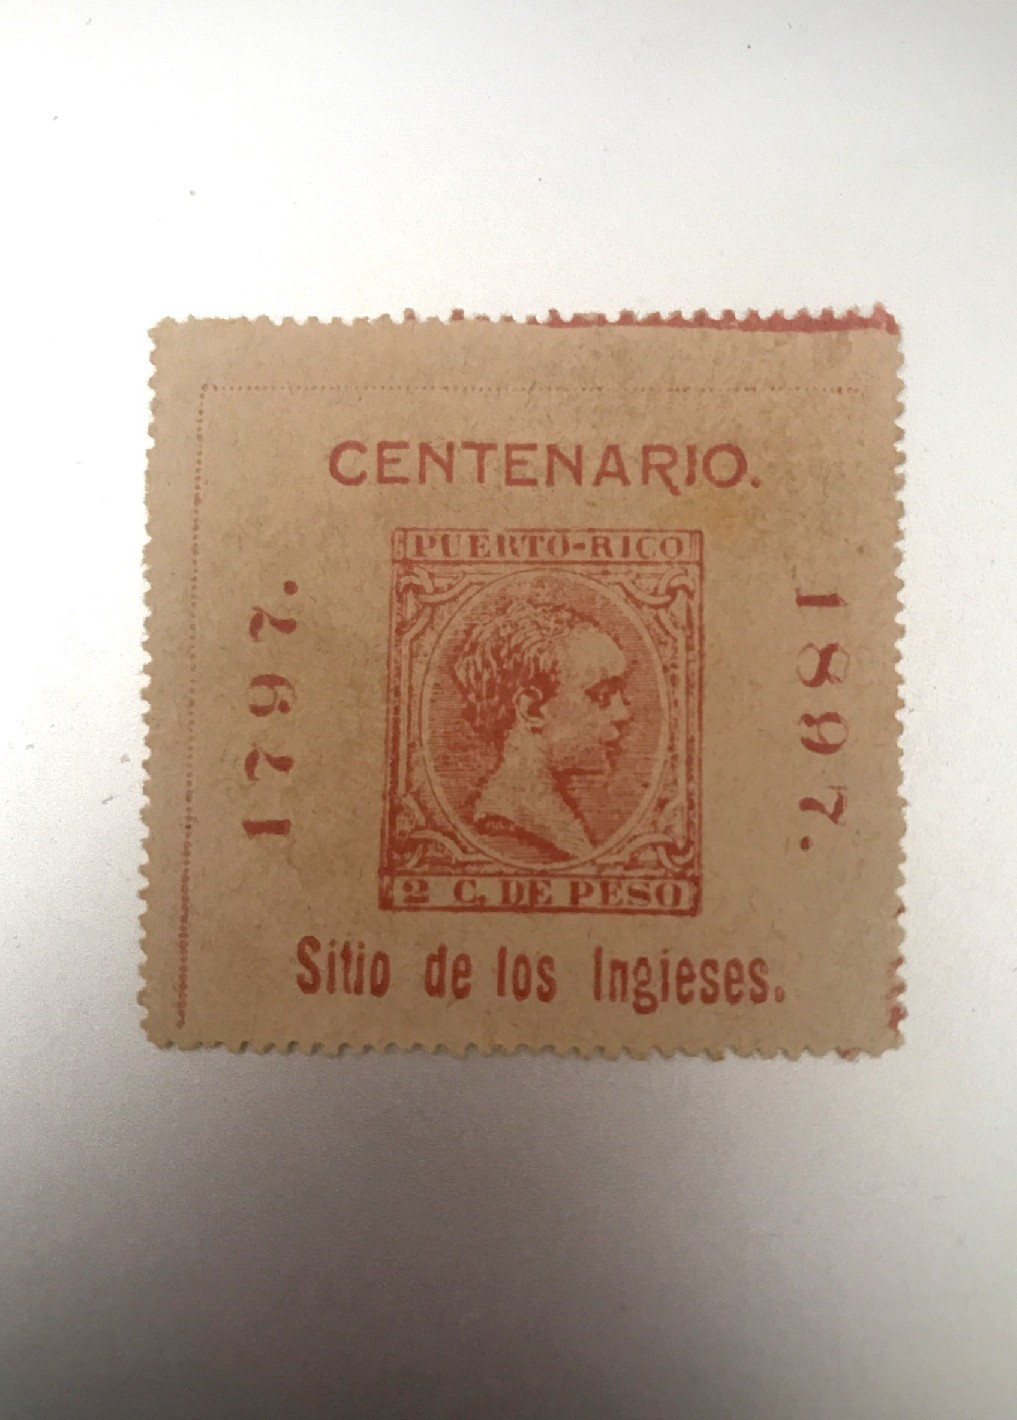 CENTENARIO.
PUERTO-RICO
1797.
1897.
2 C. DE PESO
Sitio de los Ingieses.